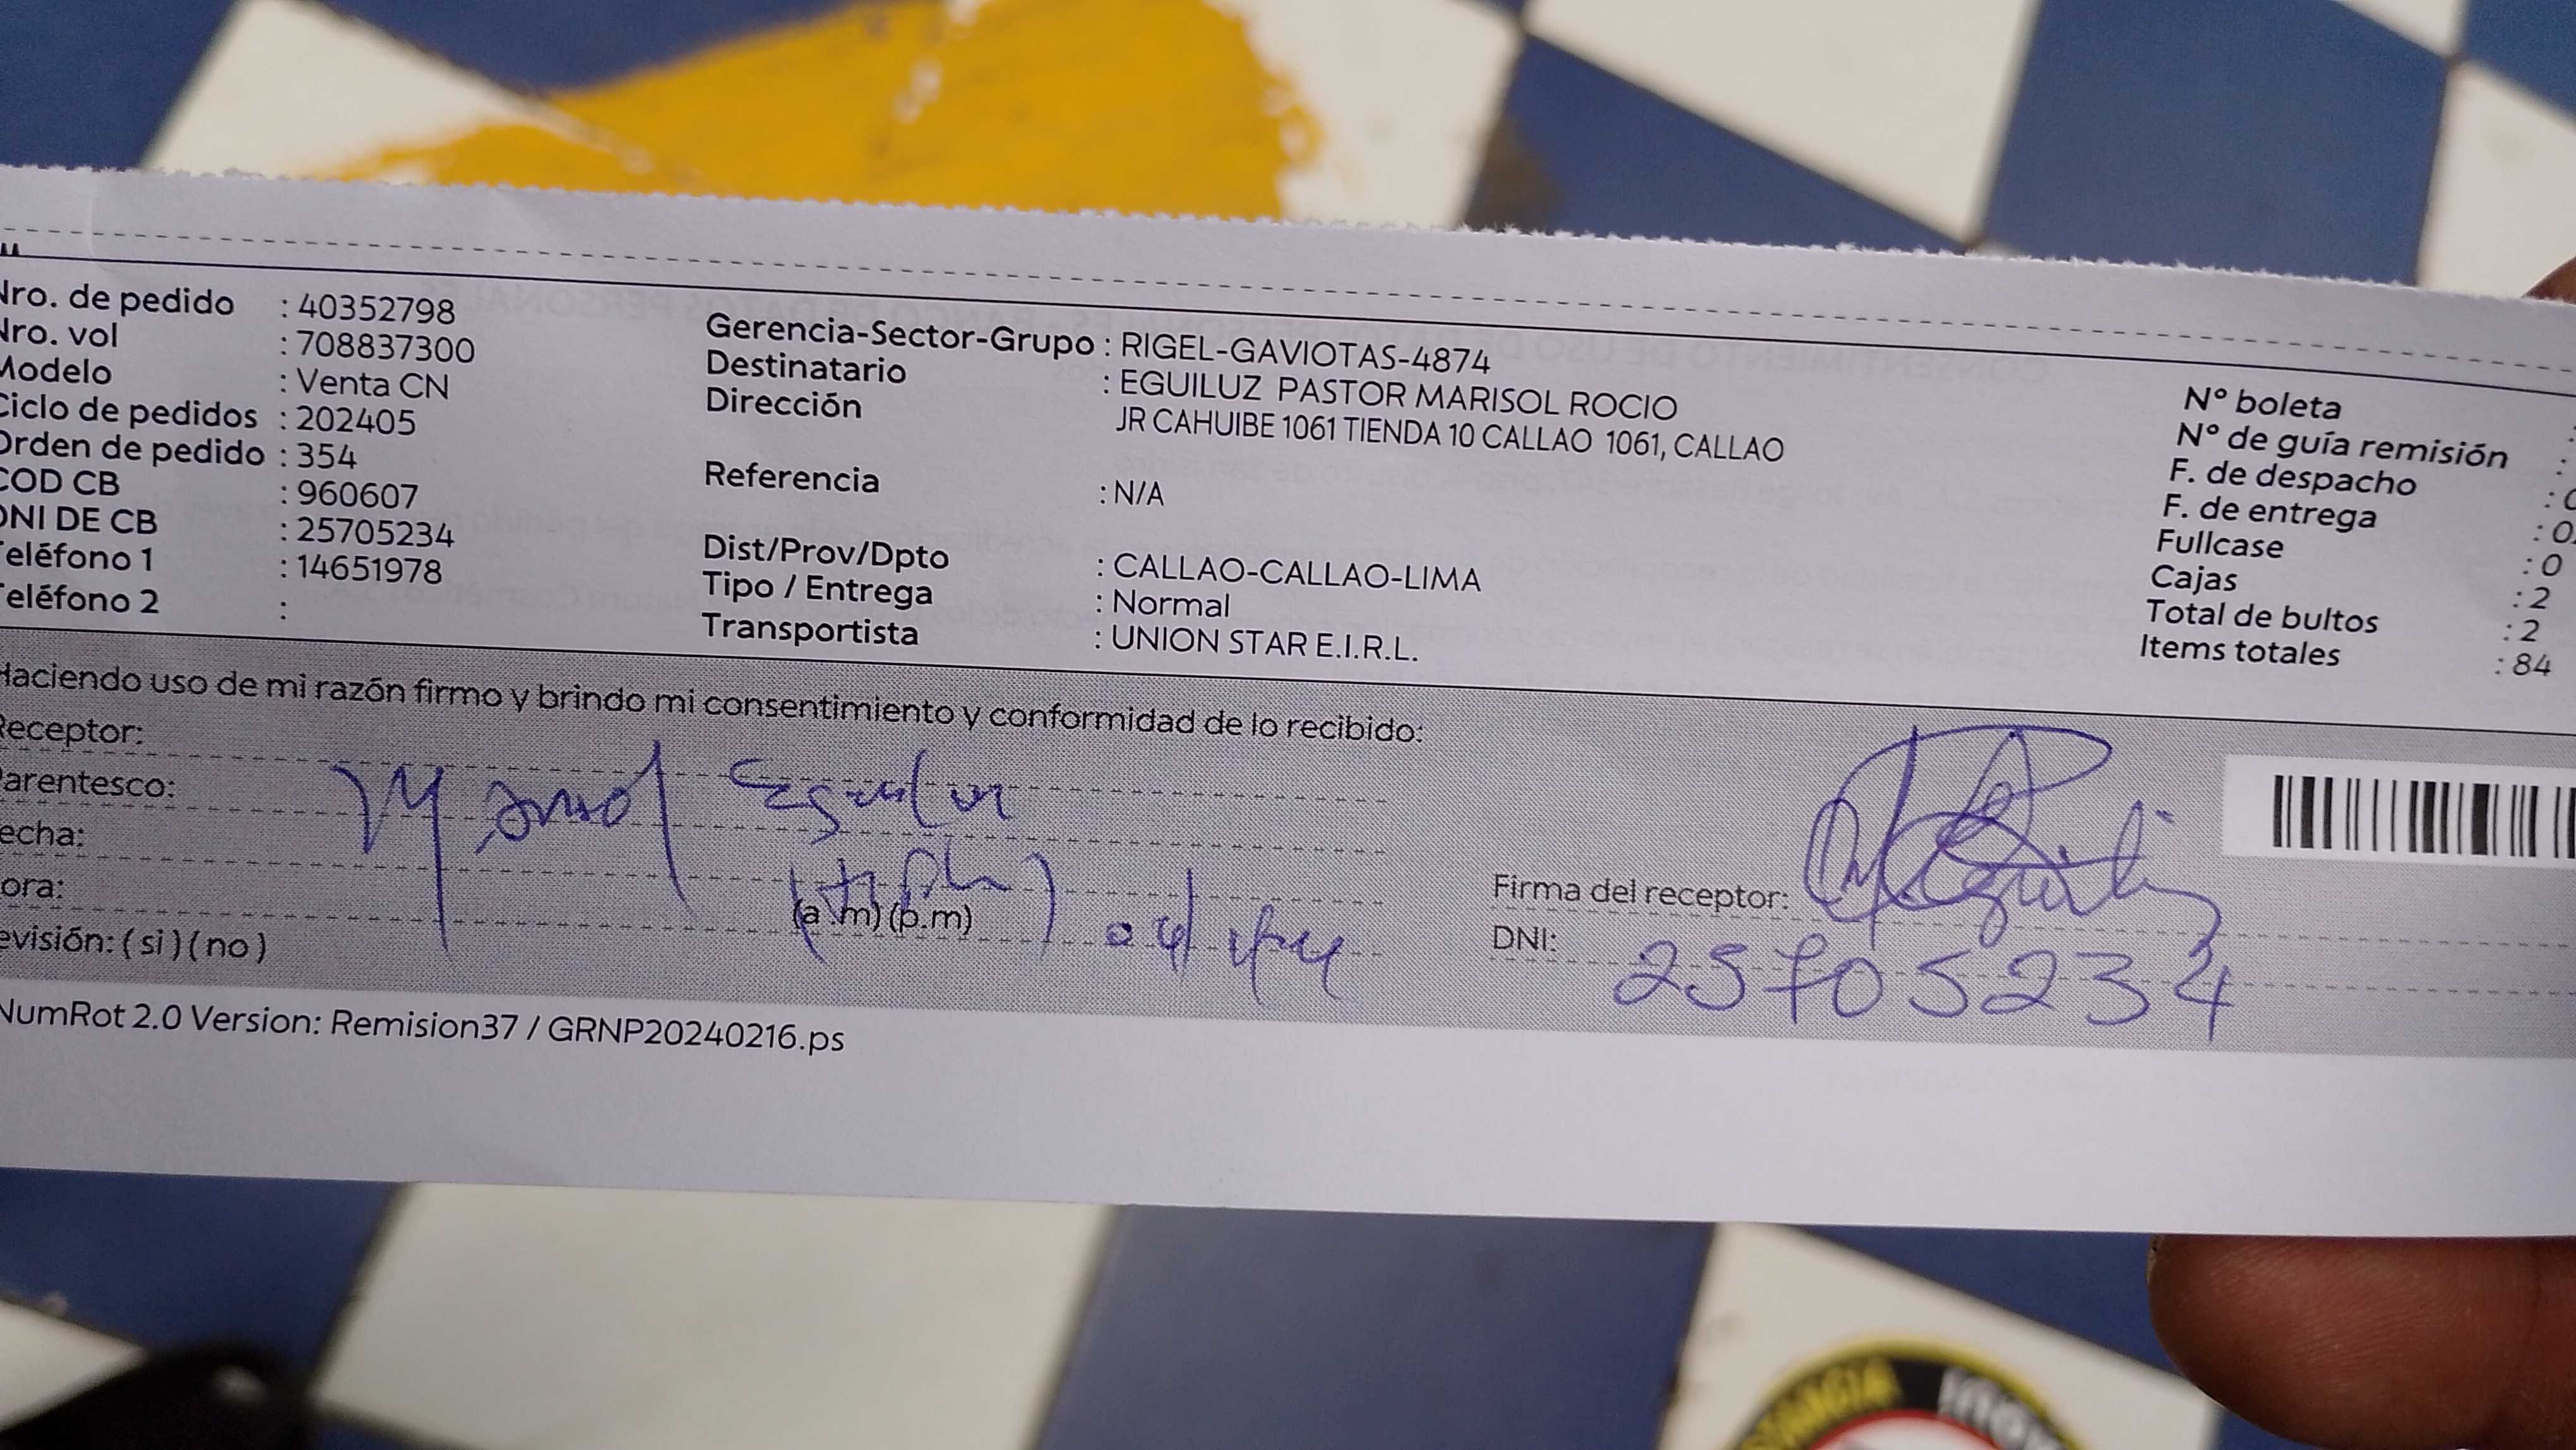 Nro. de pedido : 40352798
Nro. vol : 708837300
Modelo : Venta CN
Ciclo de pedidos : 202405
Orden de pedido : 354
COD CB : 960607
DNI DE CB : 25705234
Teléfono 1 : 14651978
Teléfono 2 :
Gerencia-Sector-Grupo : RIGEL-GAVIOTAS-4874
Destinatario : EGUILUZ PASTOR MARISOL ROCIO
Dirección JR CAHUIBE 1061 TIENDA 10 CALLAO 1061, CALLAO
Referencia : N/A
Dist/Prov/Dpto : CALLAO-CALLAO-LIMA
Tipo / Entrega : Normal
Transportista : UNION STAR E.I.R.L.
N° boleta :
N° de guía remisión :
F. de despacho : 0
F. de entrega : 0
Fullcase : 0
Cajas : 2
Total de bultos : 2
Items totales : 84
Haciendo uso de mi razón firmo y brindo mi consentimiento y conformidad de lo recibido:
Receptor:
Parentesco:
echa:
ora:
(a.m) (p.m)
evisión: ( si ) ( no )
Firma del receptor:
DNI: 25705234
NumRot 2.0 Version: Remision37 / GRNP20240216.ps